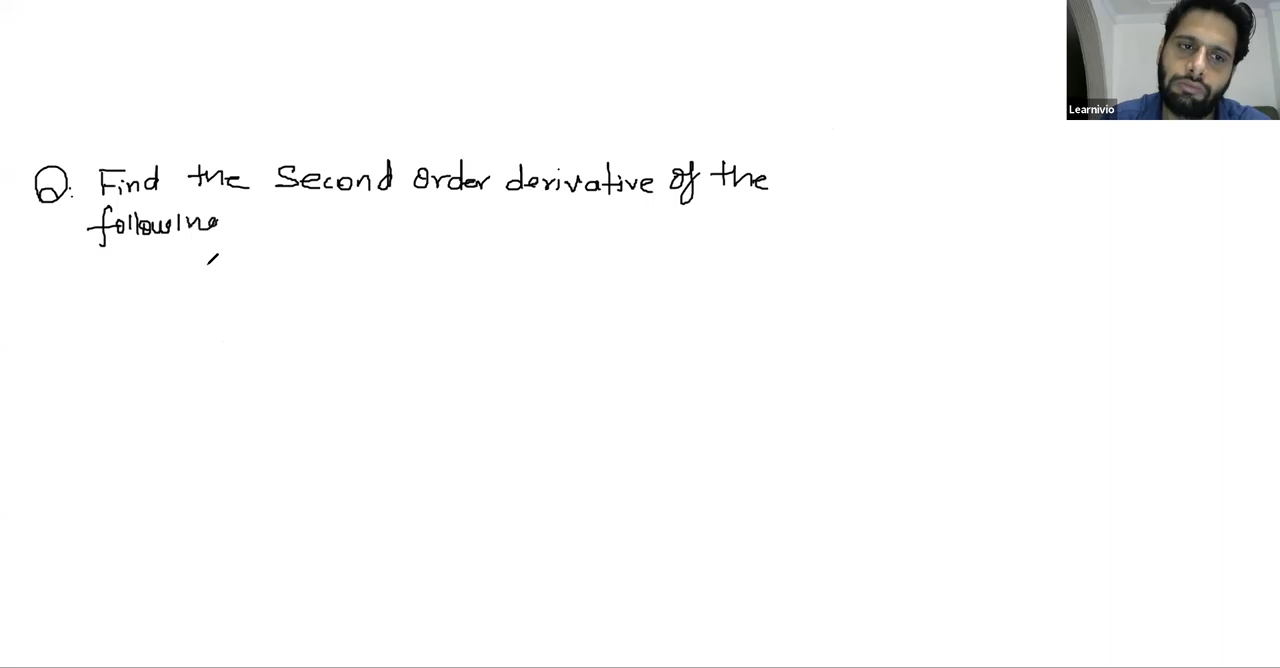 Learnivio
Q. Find the Second order derivative of the
following